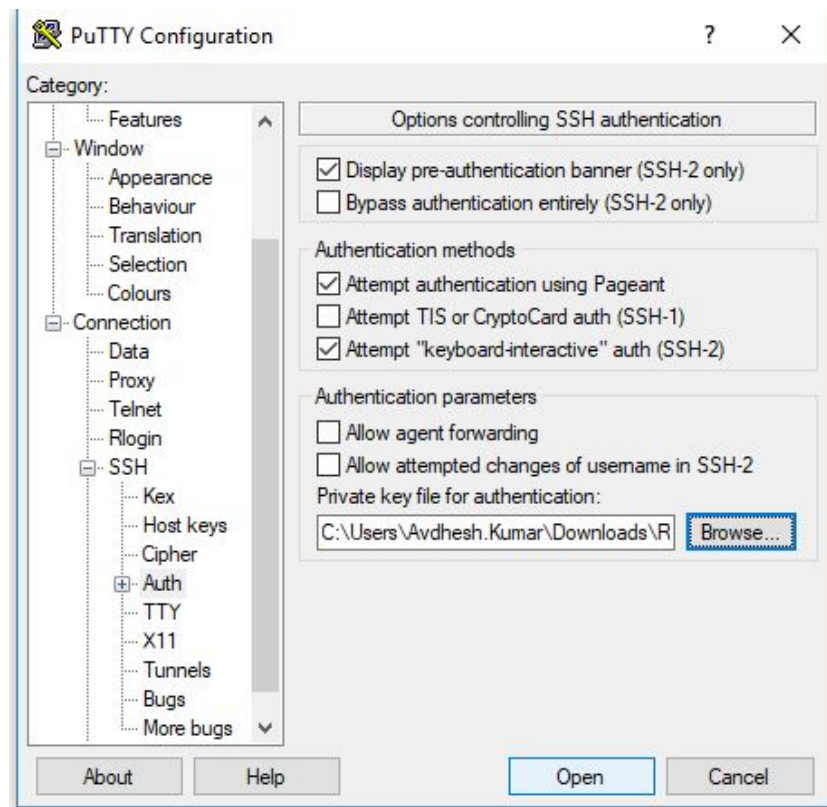 PuTTY Configuration
?
Category:
Features
Window
Appearance
Behaviour
Translation
Selection
Colours
Connection
Data
Proxy
Telnet
Rlogin
SSH
Kex
Host keys
Cipher
Auth
TTY
X11
Tunnels
Bugs
More bugs
Options controlling SSH authentication
Display pre-authentication banner (SSH-2 only)
Bypass authentication entirely (SSH-2 only)
Authentication methods
Attempt authentication using Pageant
Attempt TIS or CryptoCard auth (SSH-1)
Attempt "keyboard-interactive" auth (SSH-2)
Authentication parameters
Allow agent forwarding
Allow attempted changes of username in SSH-2
Private key file for authentication:
C:\Users\Avdhesh.Kumar\Downloads\R
Browse...
About
Help
Open
Cancel